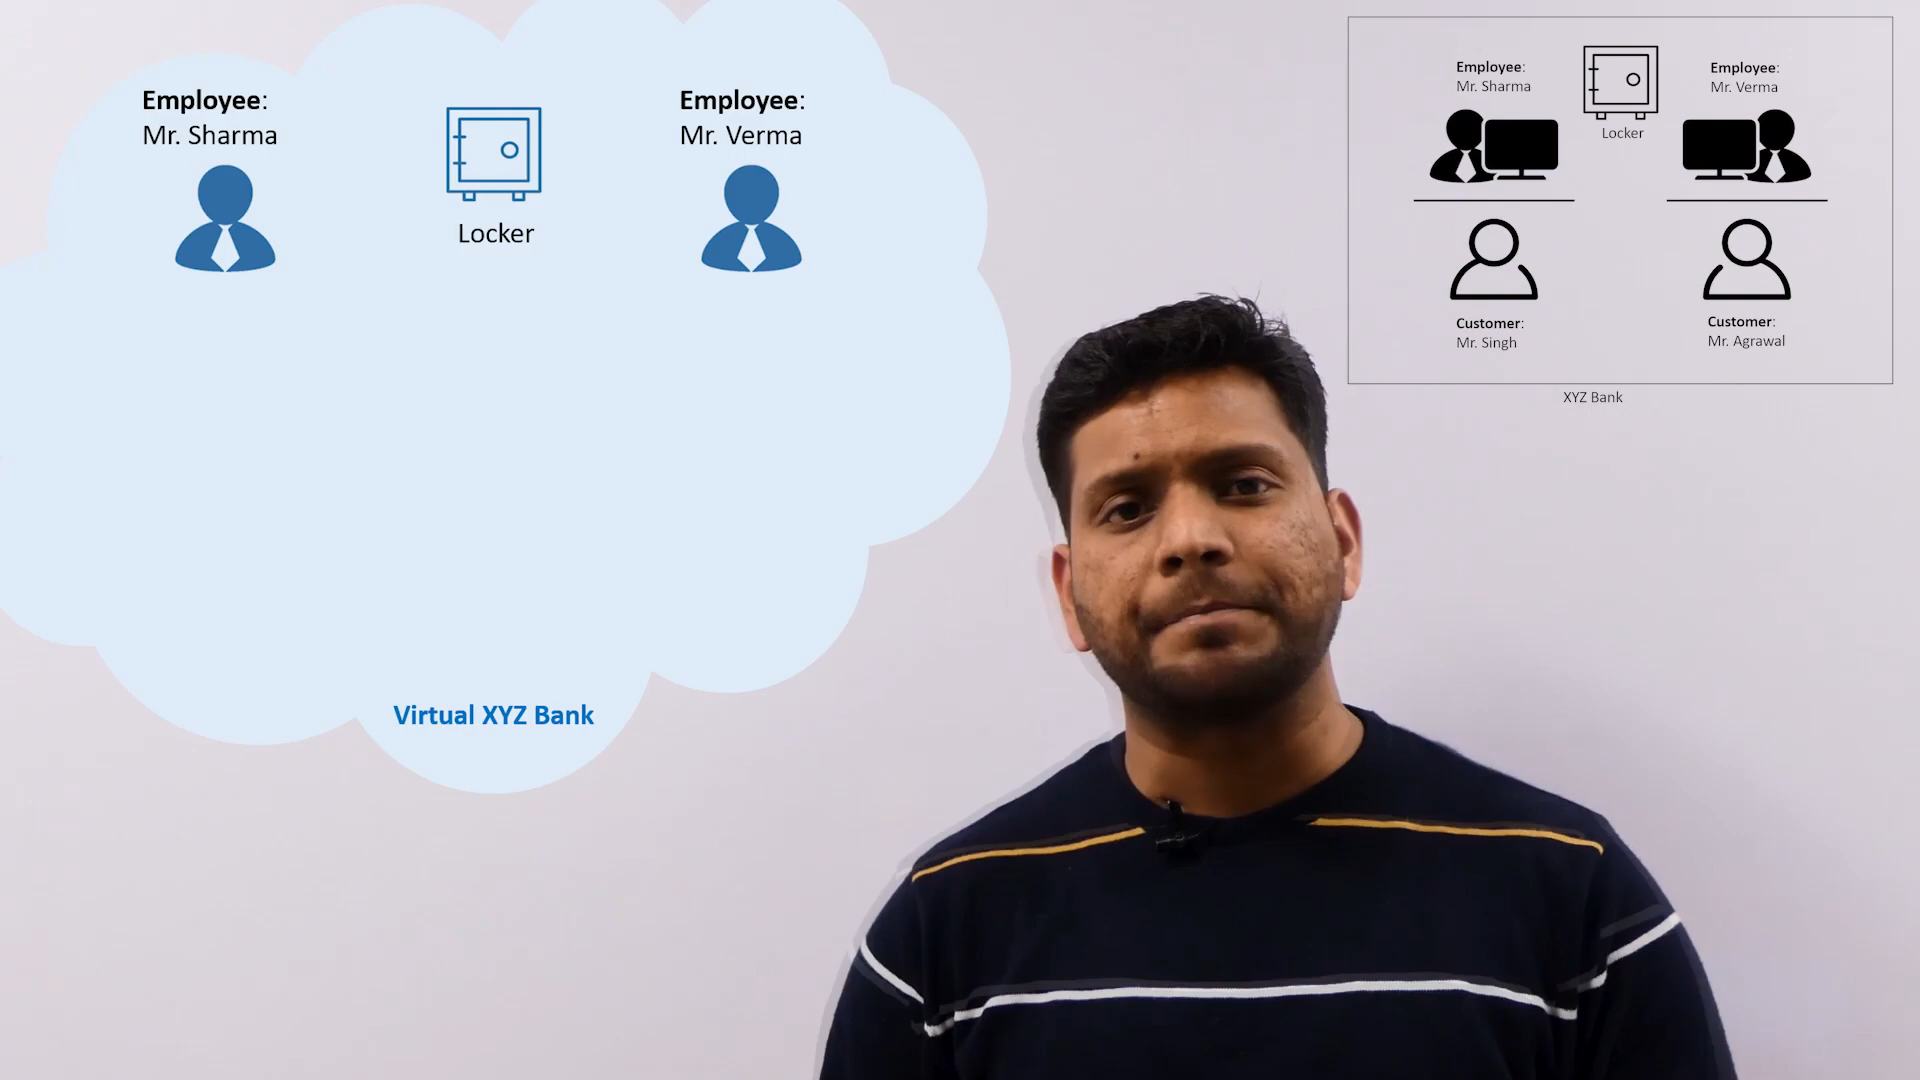 Employee:
Mr. Sharma
Locker
Employee:
Mr. Verma
Virtual XYZ Bank
Employee:
Mr. Sharma
Locker
Employee:
Mr. Verma
Customer:
Mr. Singh
Customer:
Mr. Agrawal
XYZ Bank